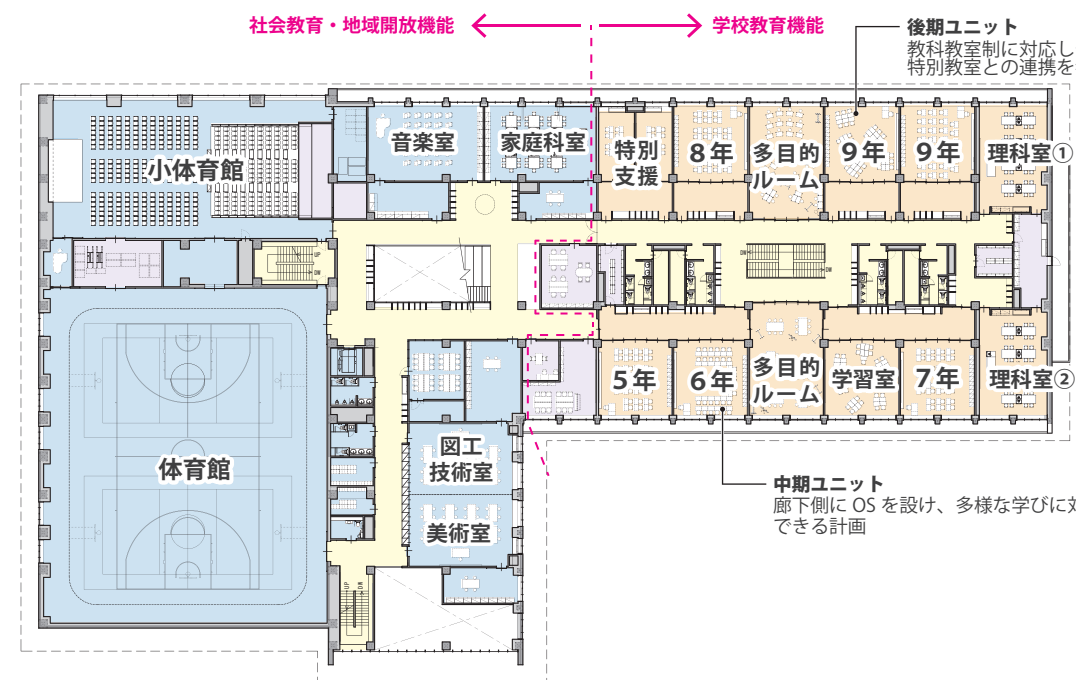 社会教育・地域開放機能
学校教育機能
後期ユニット
教科教室制に対応し
特別教室との連携を
小体育館
音楽室
家庭科室
特別
支援
8年
多目的
ルーム
9年
9年
理科室①
UP
DW
DW
DW
体育館
5年
6年
多目的
ルーム
学習室
7年
理科室②
図工
技術室
美術室
中期ユニット
廊下側に OS を設け、多様な学びに
できる計画
UP
DW